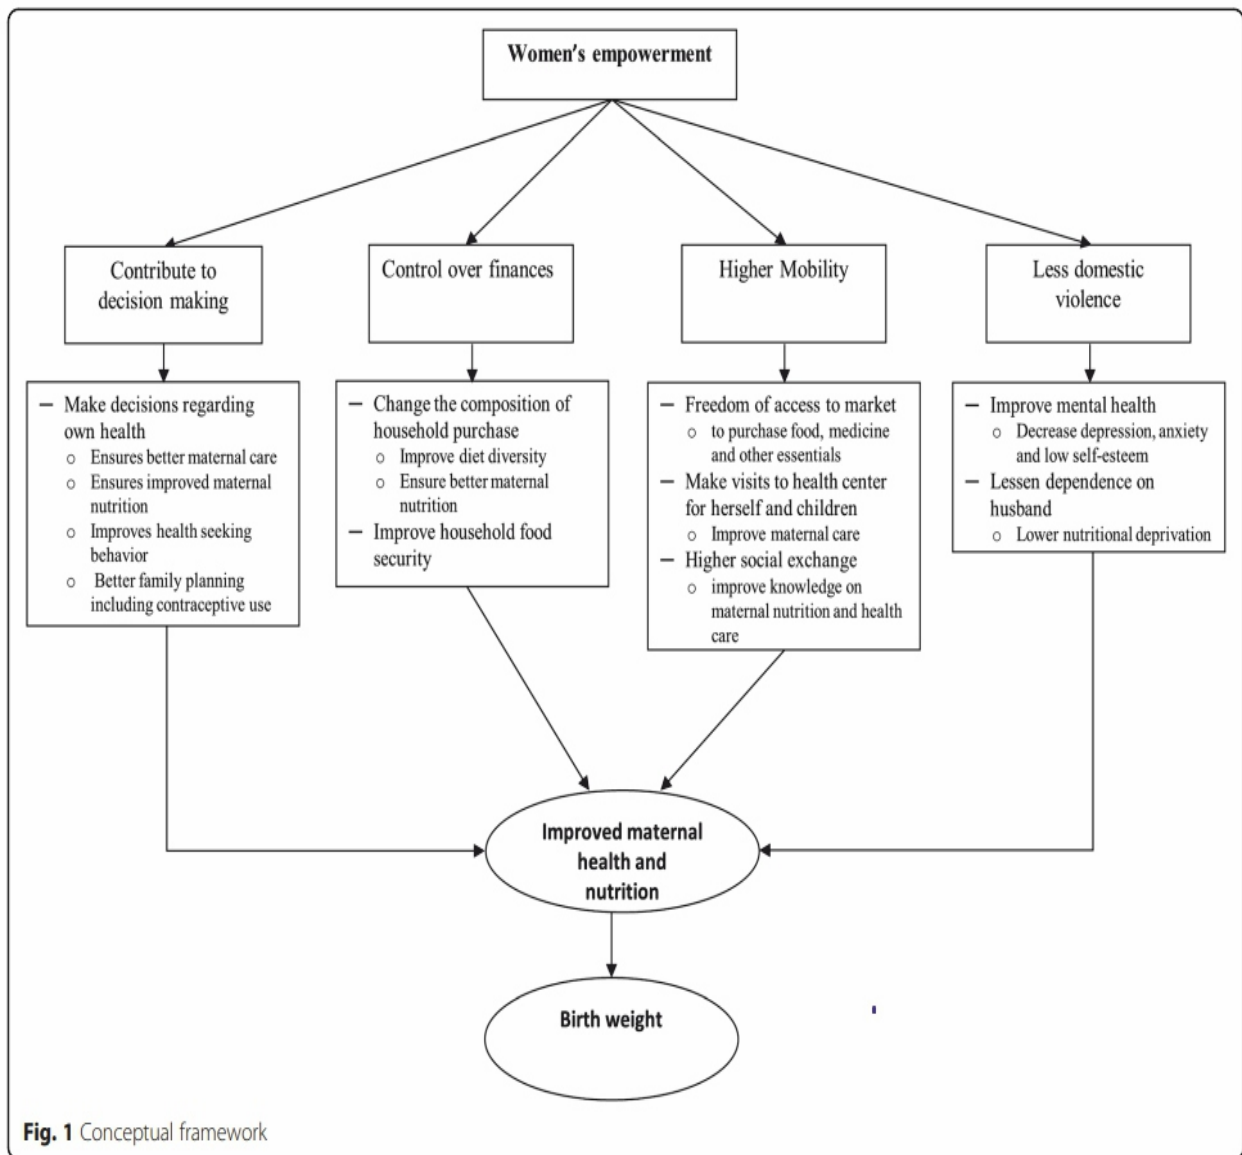 Women's empowerment
Contribute to
decision making
Control over finances
Higher Mobility
Less domestic
violence
– Make decisions regarding
own health
o Ensures better maternal care
o Ensures improved maternal
nutrition
o Improves health seeking
behavior
o Better family planning
including contraceptive use
– Change the composition of
household purchase
o Improve diet diversity
o Ensure better maternal
nutrition
– Improve household food
security
– Freedom of access to market
o to purchase food, medicine
and other essentials
– Make visits to health center
for herself and children
o Improve maternal care
– Higher social exchange
o improve knowledge on
maternal nutrition and health
care
– Improve mental health
o Decrease depression, anxiety
and low self-esteem
– Lessen dependence on
husband
o Lower nutritional deprivation
Improved maternal
health and
nutrition
Birth weight
Fig. 1 Conceptual framework